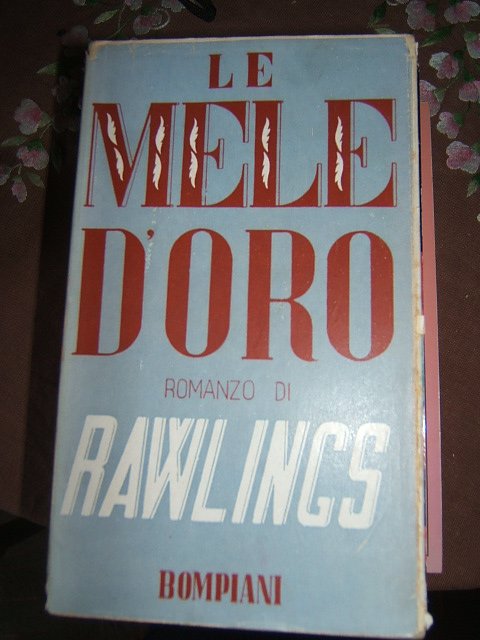 LE
MELE
D'ORO
ROMANZO DI
RAWLINGS
BOMPIANI